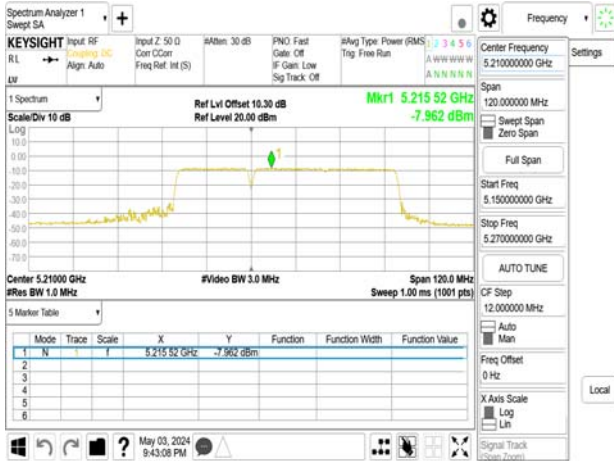 Spectrum Analyzer 1
Swept SA
+
Frequency
KEYSIGHT
RL
Input: RF
Coupling: DC
Align: Auto
Input Z: 50 Ω
Corr CCorr
Freq Ref: Int (S)
#Atten: 30 dB
PNO: Fast
Gate: Off
IF Gain: Low
Sig Track: Off
#Avg Type: Power (RMS
Trig: Free Run
1 2 3 4 5 6
A W W W W W
A N N N N N
LW
1 Spectrum
Scale/Div 10 dB
Ref Lvl Offset 10.30 dB
Ref Level 20.00 dBm
Mkr1 5.215 52 GHz
-7.962 dBm
Log
10.0
0.00
-10.0
-20.0
-30.0
-40.0
-50.0
-60.0
-70.0
1
Center 5.21000 GHz
#Res BW 1.0 MHz
#Video BW 3.0 MHz
Span 120.0 MHz
Sweep 1.00 ms (1001 pts)
5 Marker Table
Mode Trace Scale X Y Function Function Width Function Value
1 N 1 f 5.215 52 GHz -7.962 dBm
2
3
4
5
6
May 03, 2024
9:43:08 PM
Center Frequency
5.210000000 GHz
Settings
Span
120.000000 MHz
Swept Span
Zero Span
Full Span
Start Freq
5.150000000 GHz
Stop Freq
5.270000000 GHz
AUTO TUNE
CF Step
12.000000 MHz
Auto
Man
Freq Offset
0 Hz
Local
X Axis Scale
Log
Lin
Signal Track
(Span Zoom)